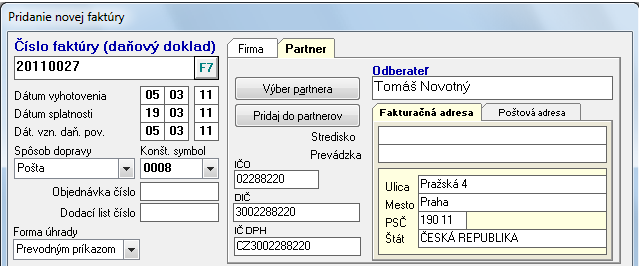 Pridanie novej faktúry
Číslo faktúry (daňový doklad)
20110027 F7
Dátum vyhotovenia 05 03 11
Dátum splatnosti 19 03 11
Dát. vzn. daň. pov. 05 03 11
Spôsob dopravy Konšt. symbol
Pošta 0008
Objednávka číslo
Dodací list číslo
Forma úhrady
Prevodným príkazom
Firma Partner
Výber partnera
Pridaj do partnerov
Stredisko
Prevádzka
IČO
02288220
DIČ
3002288220
IČ DPH
CZ3002288220
Odberateľ
Tomáš Novotný
Fakturačná adresa Poštová adresa
Ulica Pražská 4
Mesto Praha
PSČ 190 11
Štát ČESKÁ REPUBLIKA